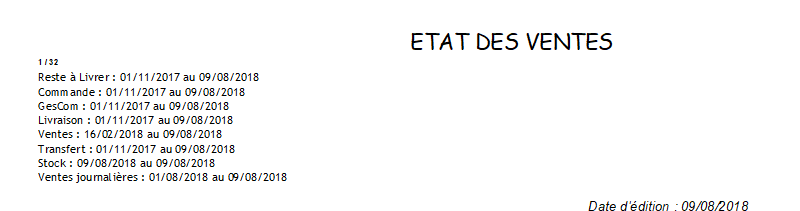 ETAT DES VENTES
1/32
Reste à Livrer : 01/11/2017 au 09/08/2018
Commande : 01/11/2017 au 09/08/2018
GesCom : 01/11/2017 au 09/08/2018
Livraison : 01/11/2017 au 09/08/2018
Ventes : 16/02/2018 au 09/08/2018
Transfert : 01/11/2017 au 09/08/2018
Stock : 09/08/2018 au 09/08/2018
Ventes journalières : 01/08/2018 au 09/08/2018
Date d'édition : 09/08/2018